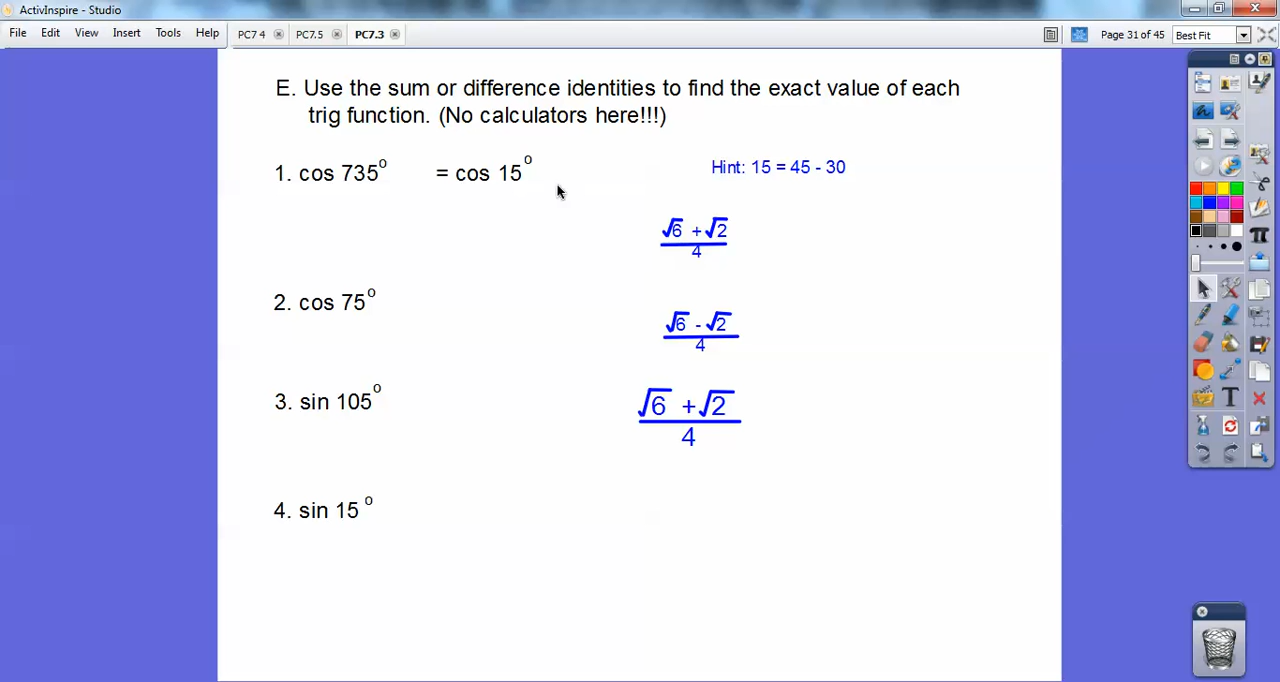 ActivInspire - Studio
File Edit View Insert Tools Help
PC7 4 PC7.5 PC7.3
Page 31 of 45 Best Fit
E. Use the sum or difference identities to find the exact value of each
trig function. (No calculators here!!!)
1. cos 735° = cos 15° Hint: 15 = 45 - 30
√6 + √2
4
2. cos 75°
√6 - √2
4
3. sin 105°
√6 + √2
4
4. sin 15°